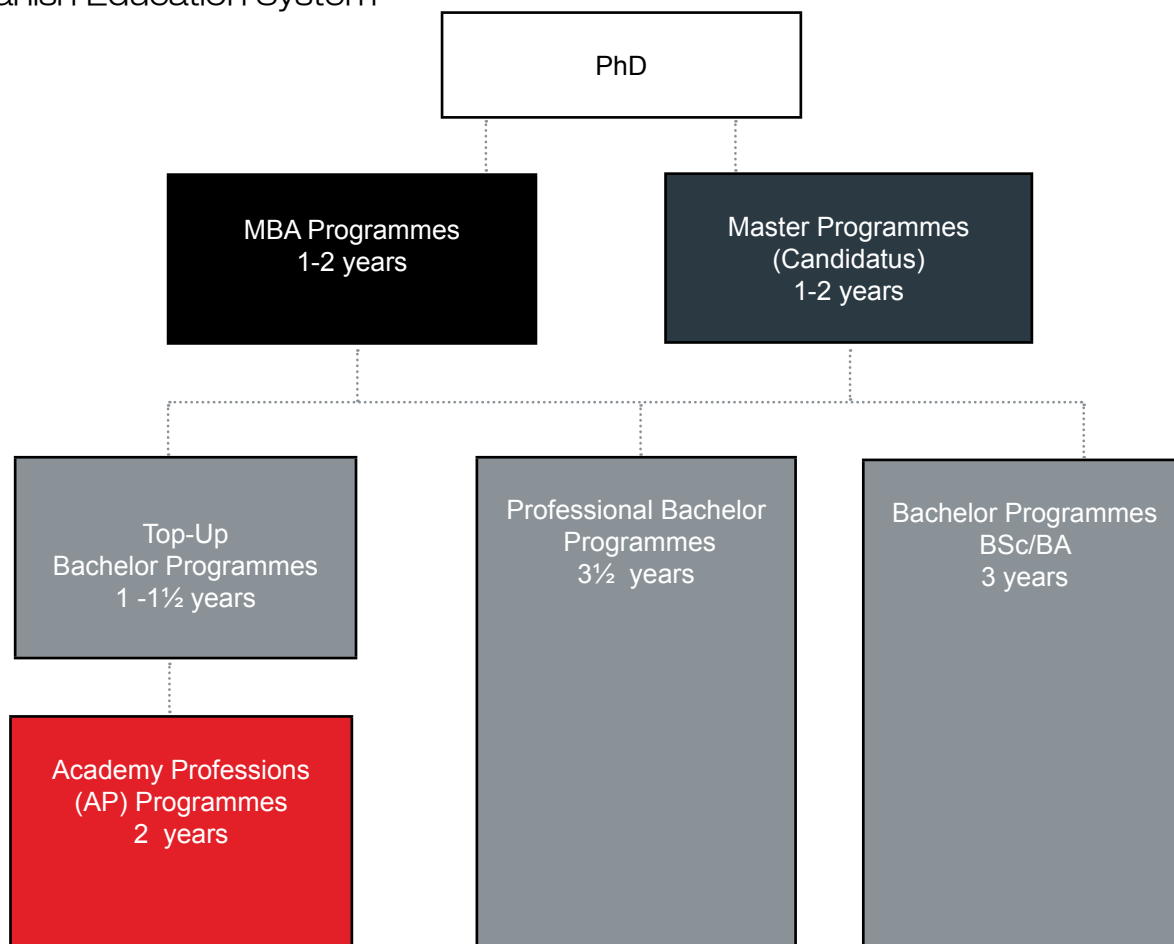 Education System
PhD
MBA Programmes
1-2 years
Master Programmes
(Candidatus)
1-2 years
Top-Up
Bachelor Programmes
1 -1½ years
Professional Bachelor
Programmes
3½  years
Bachelor Programmes
BSc/BA
3 years
Academy Professions
(AP) Programmes
2  years